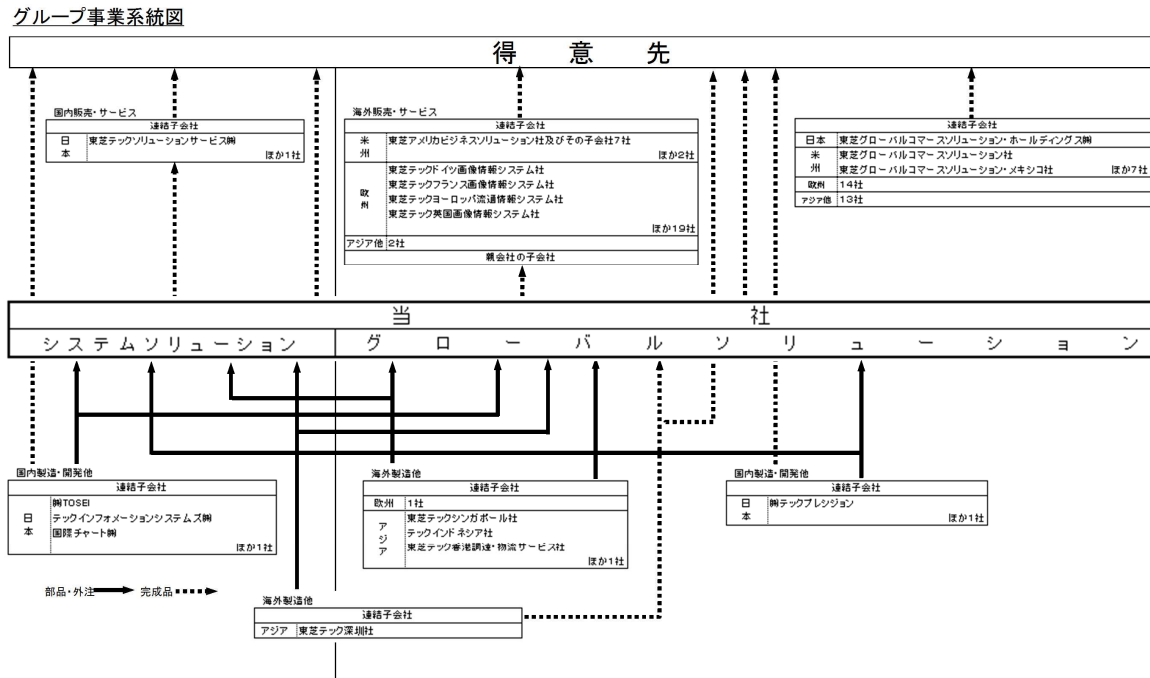 グループ事業系統図
得意先
国内販売・サービス
連結子会社
日本
東芝テックソリューションサービス㈱
ほか1社
海外販売・サービス
連結子会社
米州
東芝アメリカビジネスソリューション社及びその子会社7社
ほか2社
欧州
東芝テックドイツ画像情報システム社
東芝テックフランス画像情報システム社
東芝テックヨーロッパ流通情報システム社
東芝テック英国画像情報システム社
ほか19社
アジア他 2社
親会社の子会社
連結子会社
日本 東芝グローバルコマースソリューション・ホールディングス㈱
米州
東芝グローバルコマースソリューション社
東芝グローバルコマースソリューション・メキシコ社 ほか7社
欧州 14社
アジア他 13社
当社
システムソリューション
グローバルソリューション
国内製造・開発他
連結子会社
日本
㈱TOSEI
テックインフォメーションシステムズ㈱
国際チャート㈱
ほか1社
海外製造他
連結子会社
欧州 1社
アジア
東芝テックシンガポール社
テックインドネシア社
東芝テック香港調達・物流サービス社
ほか1社
国内製造・開発他
連結子会社
日本
㈱テックプレシジョン
ほか1社
部品・外注 完成品
海外製造他
連結子会社
アジア 東芝テック深圳社